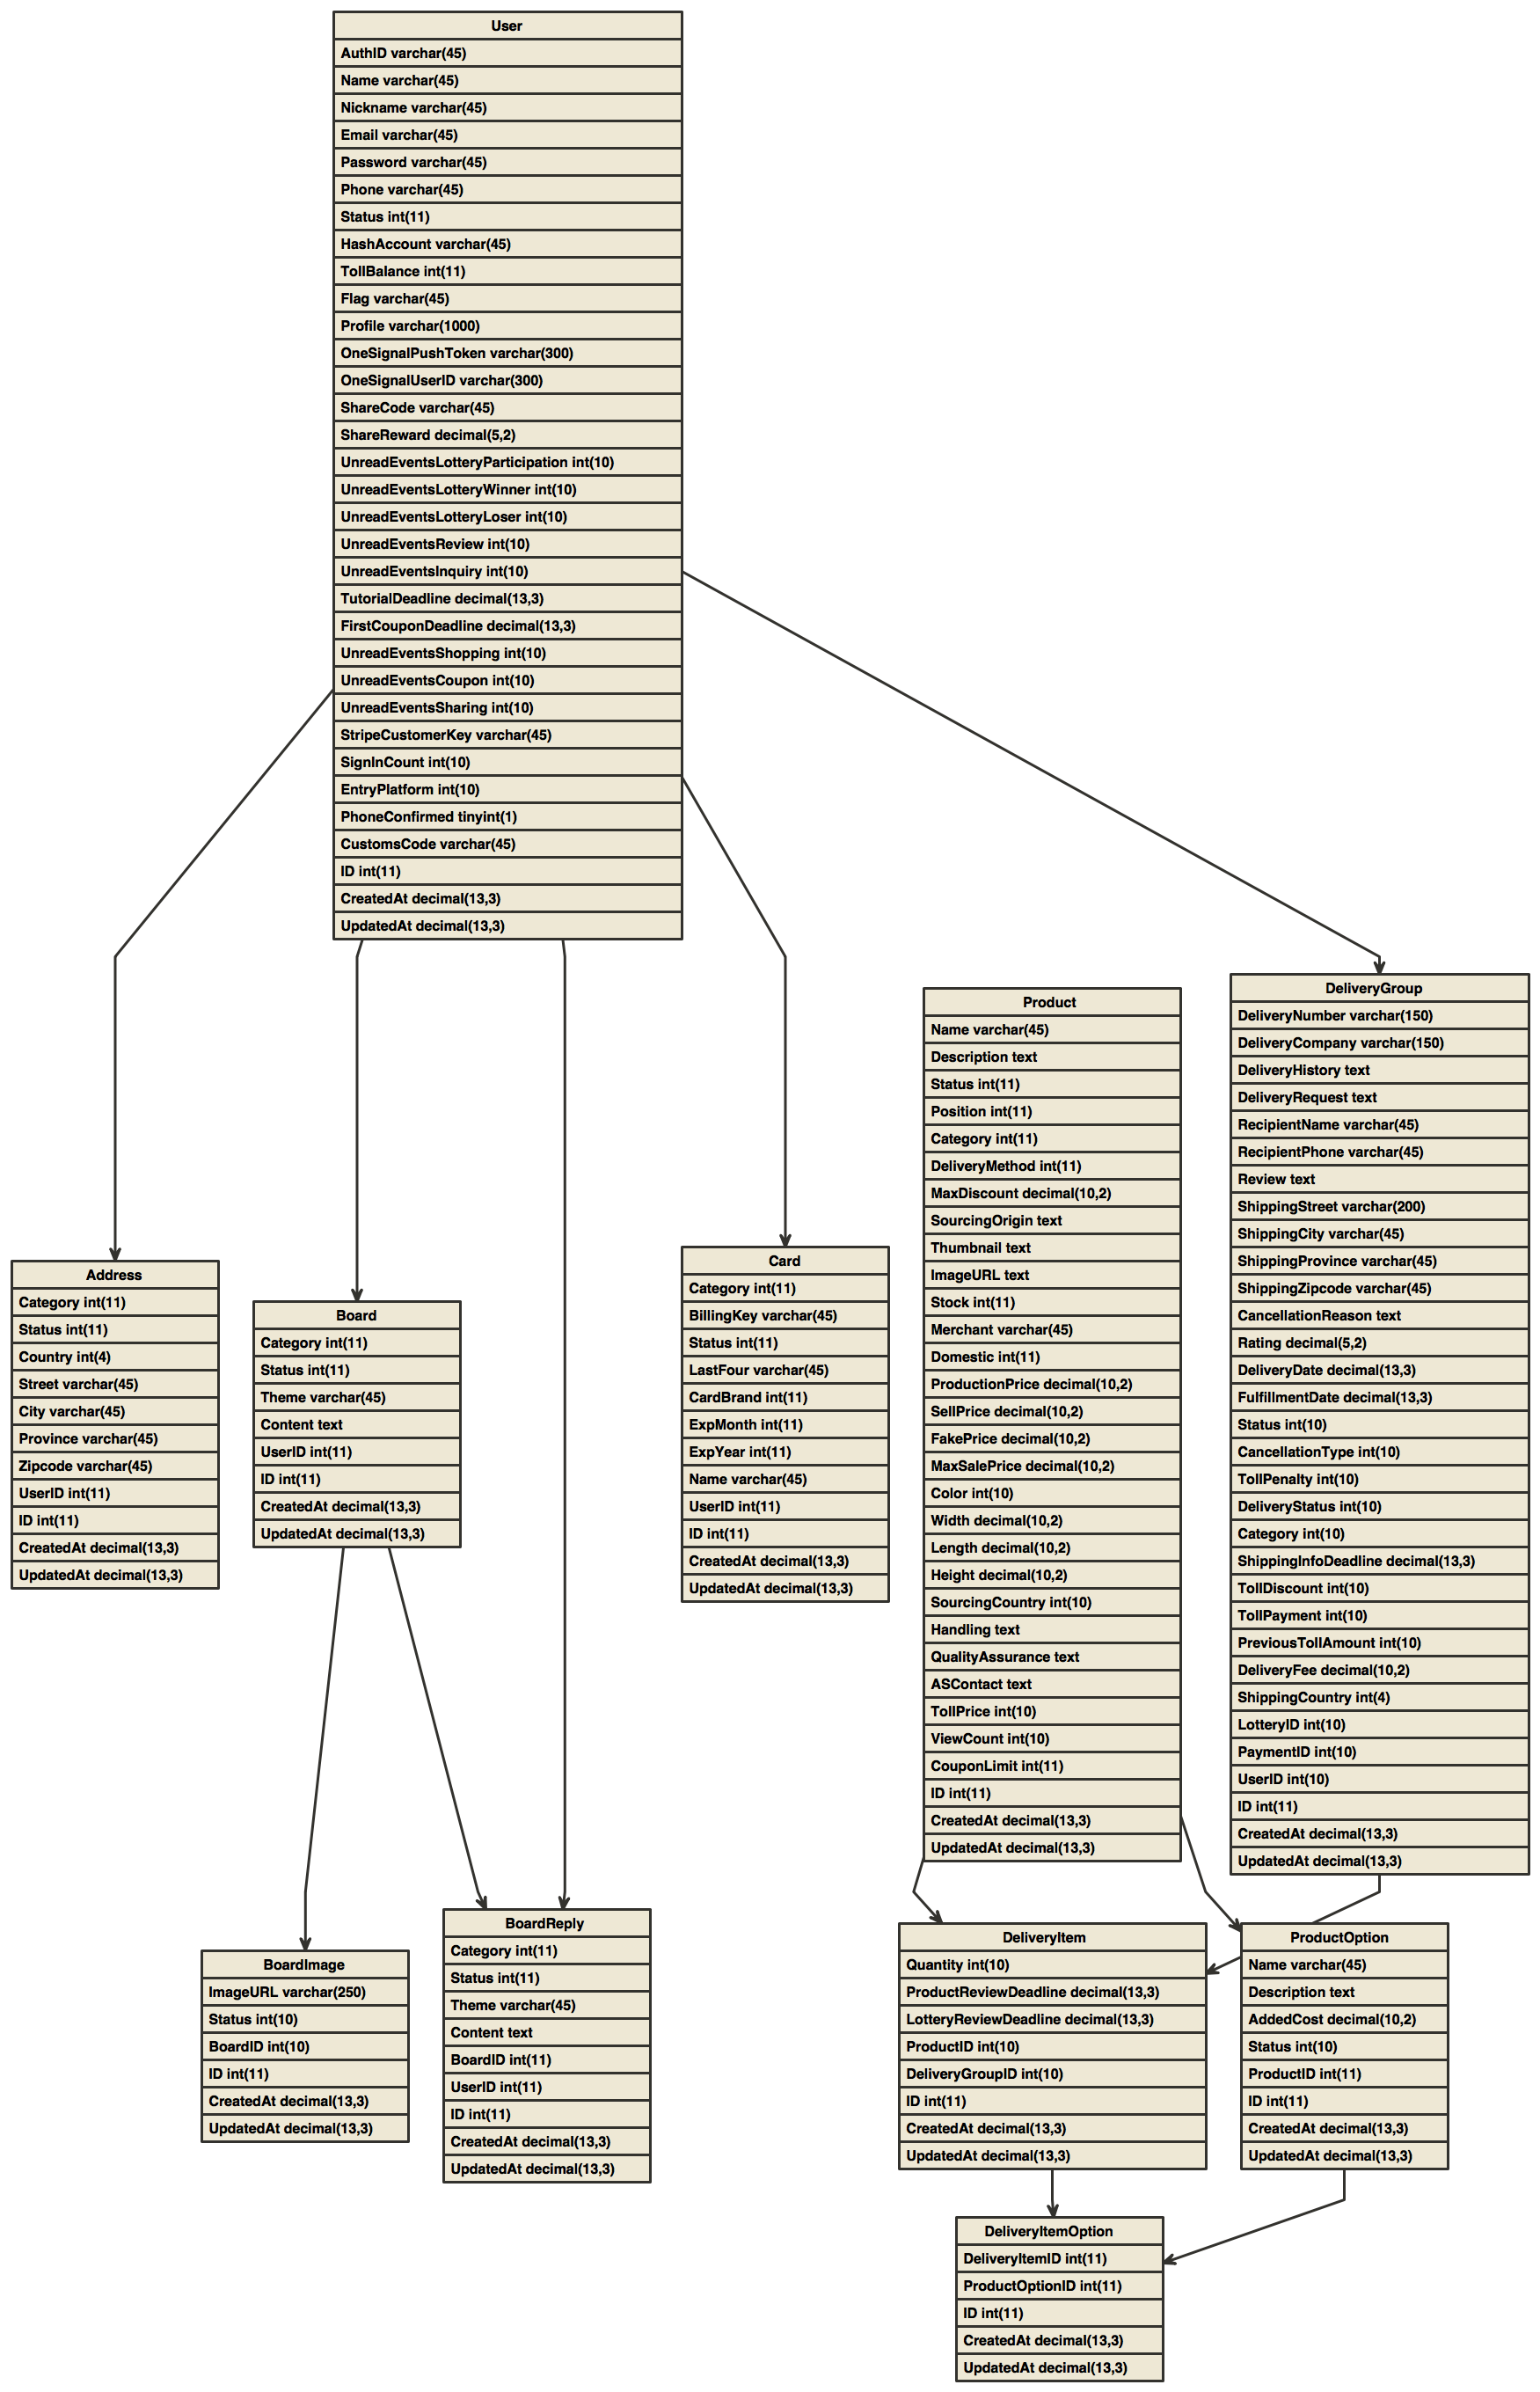 User
AuthID varchar(45)
Name varchar(45)
Nickname varchar(45)
Email varchar(45)
Password varchar(45)
Phone varchar(45)
Status int(11)
HashAccount varchar(45)
TollBalance int(11)
Flag varchar(45)
Profile varchar(1000)
OneSignalPushToken varchar(300)
OneSignalUserID varchar(300)
ShareCode varchar(45)
ShareReward decimal(5,2)
UnreadEventsLotteryParticipation int(10)
UnreadEventsLotteryWinner int(10)
UnreadEventsLotteryLoser int(10)
UnreadEventsReview int(10)
UnreadEventsInquiry int(10)
TutorialDeadline decimal(13,3)
FirstCouponDeadline decimal(13,3)
UnreadEventsShopping int(10)
UnreadEventsCoupon int(10)
UnreadEventsSharing int(10)
StripeCustomerKey varchar(45)
SignInCount int(10)
EntryPlatform int(10)
PhoneConfirmed tinyint(1)
CustomsCode varchar(45)
ID int(11)
CreatedAt decimal(13,3)
UpdatedAt decimal(13,3)
Address
Category int(11)
Status int(11)
Country int(4)
Street varchar(45)
City varchar(45)
Province varchar(45)
Zipcode varchar(45)
UserID int(11)
ID int(11)
CreatedAt decimal(13,3)
UpdatedAt decimal(13,3)
Board
Category int(11)
Status int(11)
Theme varchar(45)
Content text
UserID int(11)
ID int(11)
CreatedAt decimal(13,3)
UpdatedAt decimal(13,3)
Card
Category int(11)
BillingKey varchar(45)
Status int(11)
LastFour varchar(45)
CardBrand int(11)
ExpMonth int(11)
ExpYear int(11)
Name varchar(45)
UserID int(11)
ID int(11)
CreatedAt decimal(13,3)
UpdatedAt decimal(13,3)
Product
Name varchar(45)
Description text
Status int(11)
Position int(11)
Category int(11)
DeliveryMethod int(11)
MaxDiscount decimal(10,2)
SourcingOrigin text
Thumbnail text
ImageURL text
Stock int(11)
Merchant varchar(45)
Domestic int(11)
ProductionPrice decimal(10,2)
SellPrice decimal(10,2)
FakePrice decimal(10,2)
MaxSalePrice decimal(10,2)
Color int(10)
Width decimal(10,2)
Length decimal(10,2)
Height decimal(10,2)
SourcingCountry int(10)
Handling text
QualityAssurance text
ASContact text
TollPrice int(10)
ViewCount int(10)
CouponLimit int(11)
ID int(11)
CreatedAt decimal(13,3)
UpdatedAt decimal(13,3)
DeliveryGroup
DeliveryNumber varchar(150)
DeliveryCompany varchar(150)
DeliveryHistory text
DeliveryRequest text
RecipientName varchar(45)
RecipientPhone varchar(45)
Review text
ShippingStreet varchar(200)
ShippingCity varchar(45)
ShippingProvince varchar(45)
ShippingZipcode varchar(45)
CancellationReason text
Rating decimal(5,2)
DeliveryDate decimal(13,3)
FulfillmentDate decimal(13,3)
Status int(10)
CancellationType int(10)
TollPenalty int(10)
DeliveryStatus int(10)
Category int(10)
ShippingInfoDeadline decimal(13,3)
TollDiscount int(10)
TollPayment int(10)
PreviousTollAmount int(10)
DeliveryFee decimal(10,2)
ShippingCountry int(4)
LotteryID int(10)
PaymentID int(10)
UserID int(10)
ID int(11)
CreatedAt decimal(13,3)
UpdatedAt decimal(13,3)
BoardImage
ImageURL varchar(250)
Status int(10)
BoardID int(10)
ID int(11)
CreatedAt decimal(13,3)
UpdatedAt decimal(13,3)
BoardReply
Category int(11)
Status int(11)
Theme varchar(45)
Content text
BoardID int(11)
UserID int(11)
ID int(11)
CreatedAt decimal(13,3)
UpdatedAt decimal(13,3)
DeliveryItem
Quantity int(10)
ProductReviewDeadline decimal(13,3)
LotteryReviewDeadline decimal(13,3)
ProductID int(10)
DeliveryGroupID int(10)
ID int(11)
CreatedAt decimal(13,3)
UpdatedAt decimal(13,3)
ProductOption
Name varchar(45)
Description text
AddedCost decimal(10,2)
Status int(10)
ProductID int(11)
ID int(11)
CreatedAt decimal(13,3)
UpdatedAt decimal(13,3)
DeliveryItemOption
DeliveryItemID int(11)
ProductOptionID int(11)
ID int(11)
CreatedAt decimal(13,3)
UpdatedAt decimal(13,3)